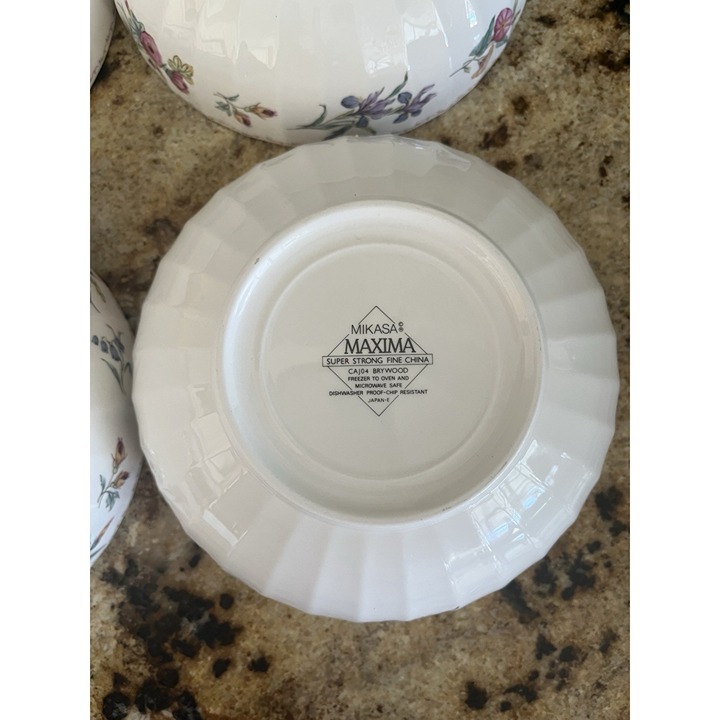 MIKASA©®
MAXIMA
SUPER STRONG FINE CHINA
CAJ04 BRYWOOD
FREEZER TO OVEN AND
MICROWAVE SAFE
DISHWASHER PROOF-CHIP RESISTANT
JAPAN-E